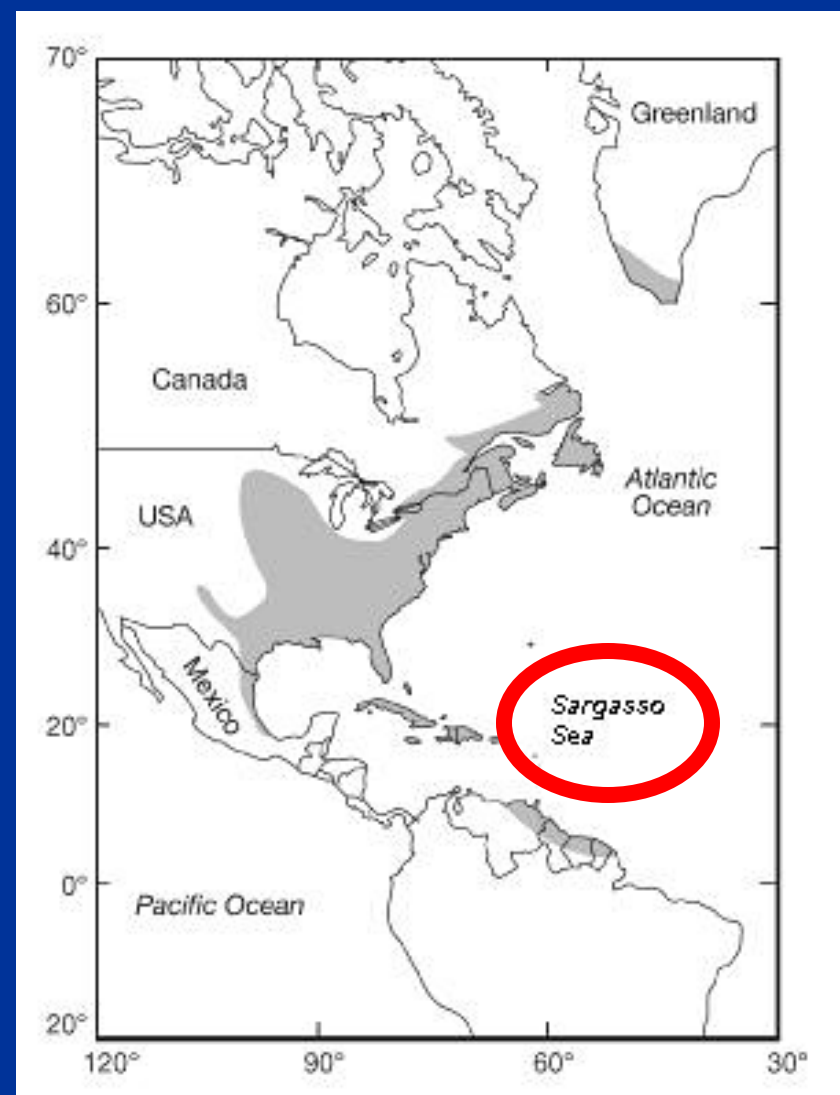 70°
Greenland
60°
Canada
Atlantic
Ocean
USA
40°
Mexico
Sargasso
Sea
20°
0°
Pacific Ocean
20°
120°
90°
60°
30°